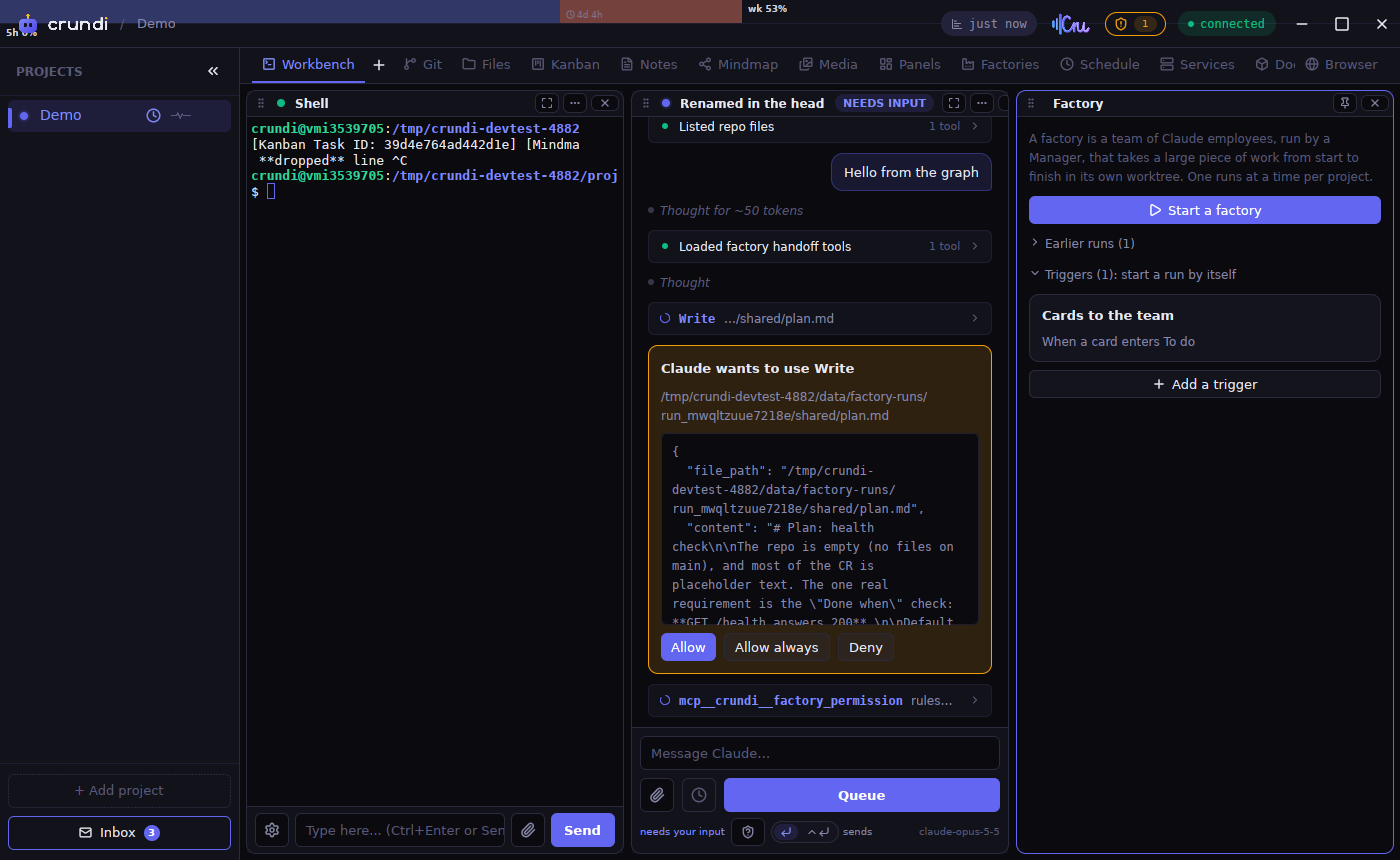 4d 4h
wk 53%
crundi / Demo
just now
Cru
1
connected
PROJECTS
Demo
+ Add project
Inbox 3
Workbench
+
Git
Files
Kanban
Notes
Mindmap
Media
Panels
Factories
Schedule
Services
Doc
Browser
Shell
crundi@vmi3539705:/tmp/crundi-devtest-4882
[Kanban Task ID: 39d4e764ad442d1e] [Mindma
**dropped** line ^C
crundi@vmi3539705:/tmp/crundi-devtest-4882/proj
$
Type here... (Ctrl+Enter or Sen
Send
Renamed in the head NEEDS INPUT
Listed repo files 1 tool
Hello from the graph
Thought for ~50 tokens
Loaded factory handoff tools 1 tool
Thought
Write …/shared/plan.md
Claude wants to use Write
/tmp/crundi-devtest-4882/data/factory-runs/
run_mwqltzuue7218e/shared/plan.md
{
"file_path": "/tmp/crundi-
devtest-4882/data/factory-runs/
run_mwqltzuue7218e/shared/plan.md",
"content": "# Plan: health
check\n\nThe repo is empty (no files on
main), and most of the CR is
placeholder text. The one real
requirement is the \"Done when\" check:
**GET /health answers 200**.\n\nDefault
Allow
Allow always
Deny
mcp__crundi__factory_permission rules…
Message Claude…
Queue
needs your input
sends
claude-opus-5-5
Factory
A factory is a team of Claude employees, run by a
Manager, that takes a large piece of work from start to
finish in its own worktree. One runs at a time per project.
Start a factory
Earlier runs (1)
Triggers (1): start a run by itself
Cards to the team
When a card enters To do
+ Add a trigger